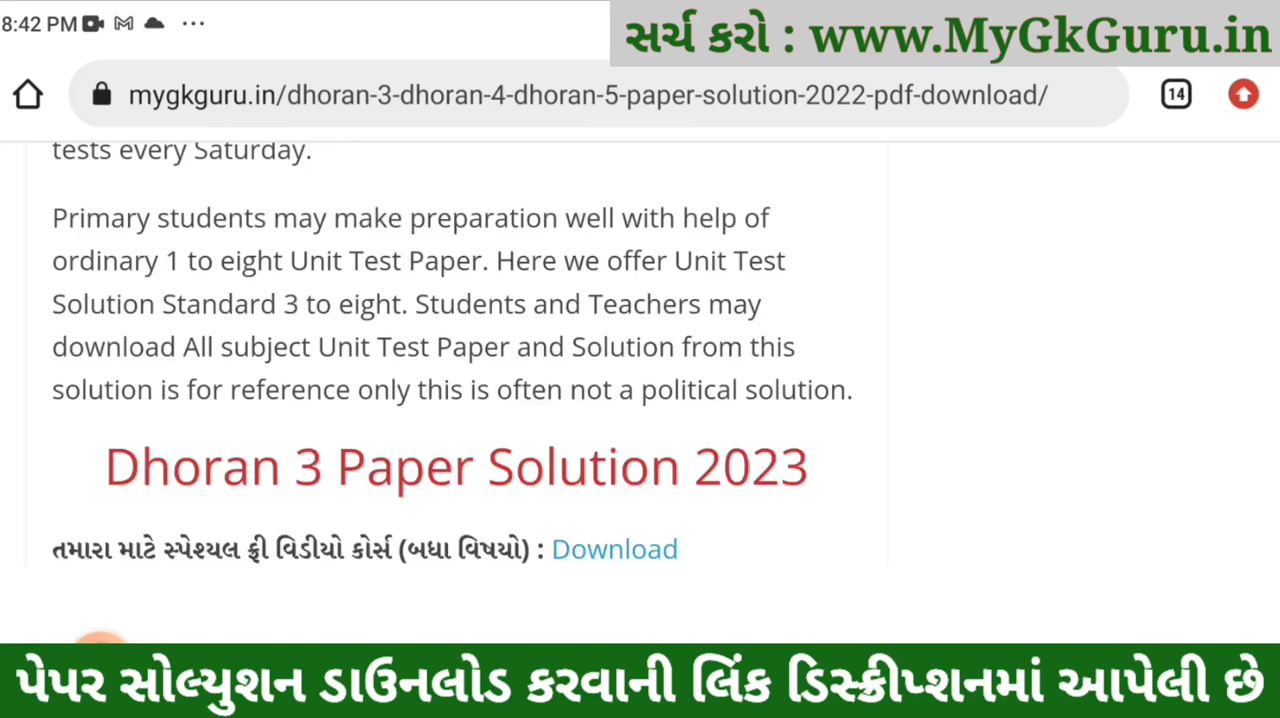 8:42 PM
સર્ચ કરો : www.MyGkGuru.in
mygkguru.in/dhoran-3-dhoran-4-dhoran-5-paper-solution-2022-pdf-download/
14
tests every Saturday.
Primary students may make preparation well with help of
ordinary 1 to eight Unit Test Paper. Here we offer Unit Test
Solution Standard 3 to eight. Students and Teachers may
download All subject Unit Test Paper and Solution from this
solution is for reference only this is often not a political solution.
Dhoran 3 Paper Solution 2023
તમારા માટે સ્પેશ્યલ ફ્રી વિડીયો કોર્સ (બધા વિષયો) : Download
પેપર સોલ્યુશન ડાઉનલોડ કરવાની લિંક ડિસ્ક્રીપ્શનમાં આપેલી છે